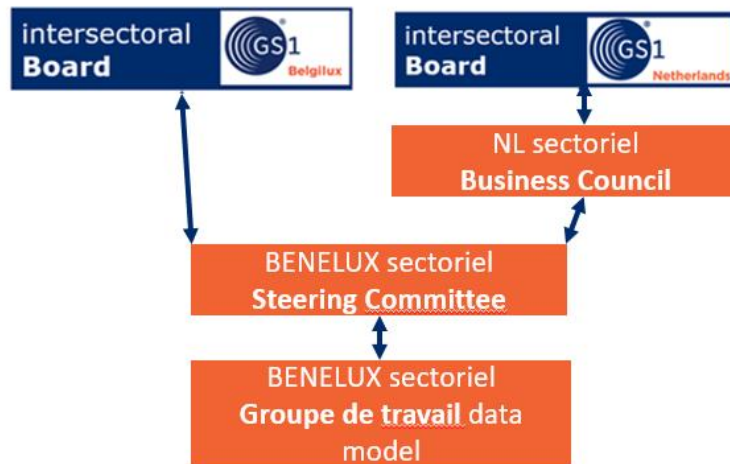 intersectoral
Board
GS1
Belgilux
intersectoral
Board
GS1
Netherlands
NL sectoriel
Business Council
BENELUX sectoriel
Steering Committee
BENELUX sectoriel
Groupe de travail data
model